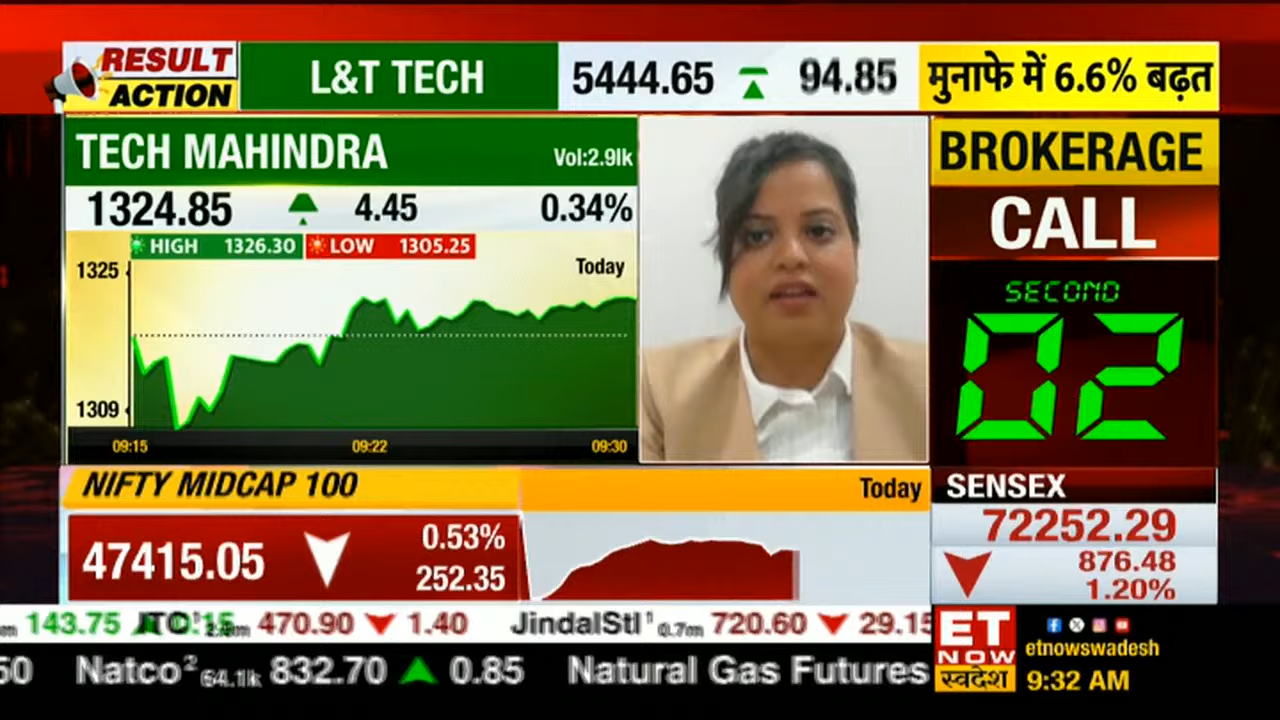 RESULT ACTION
L&T TECH 5444.65 94.85 मुनाफे में 6.6% बढ़त
TECH MAHINDRA Vol:2.9lk
1324.85 4.45 0.34%
HIGH 1326.30 LOW 1305.25
Today
1325
1309
09:15 09:22 09:30
BROKERAGE
CALL
SECOND
02
NIFTY MIDCAP 100 Today
47415.05 0.53%
252.35
SENSEX
72252.29
876.48
1.20%
143.75 ITC 470.90 1.40 JindalStl¹ 0.7m 720.60 29.15
50 Natco² 64.1k 832.70 0.85 Natural Gas Futures
ET NOW स्वदेश
etnowswadesh
9:32 AM